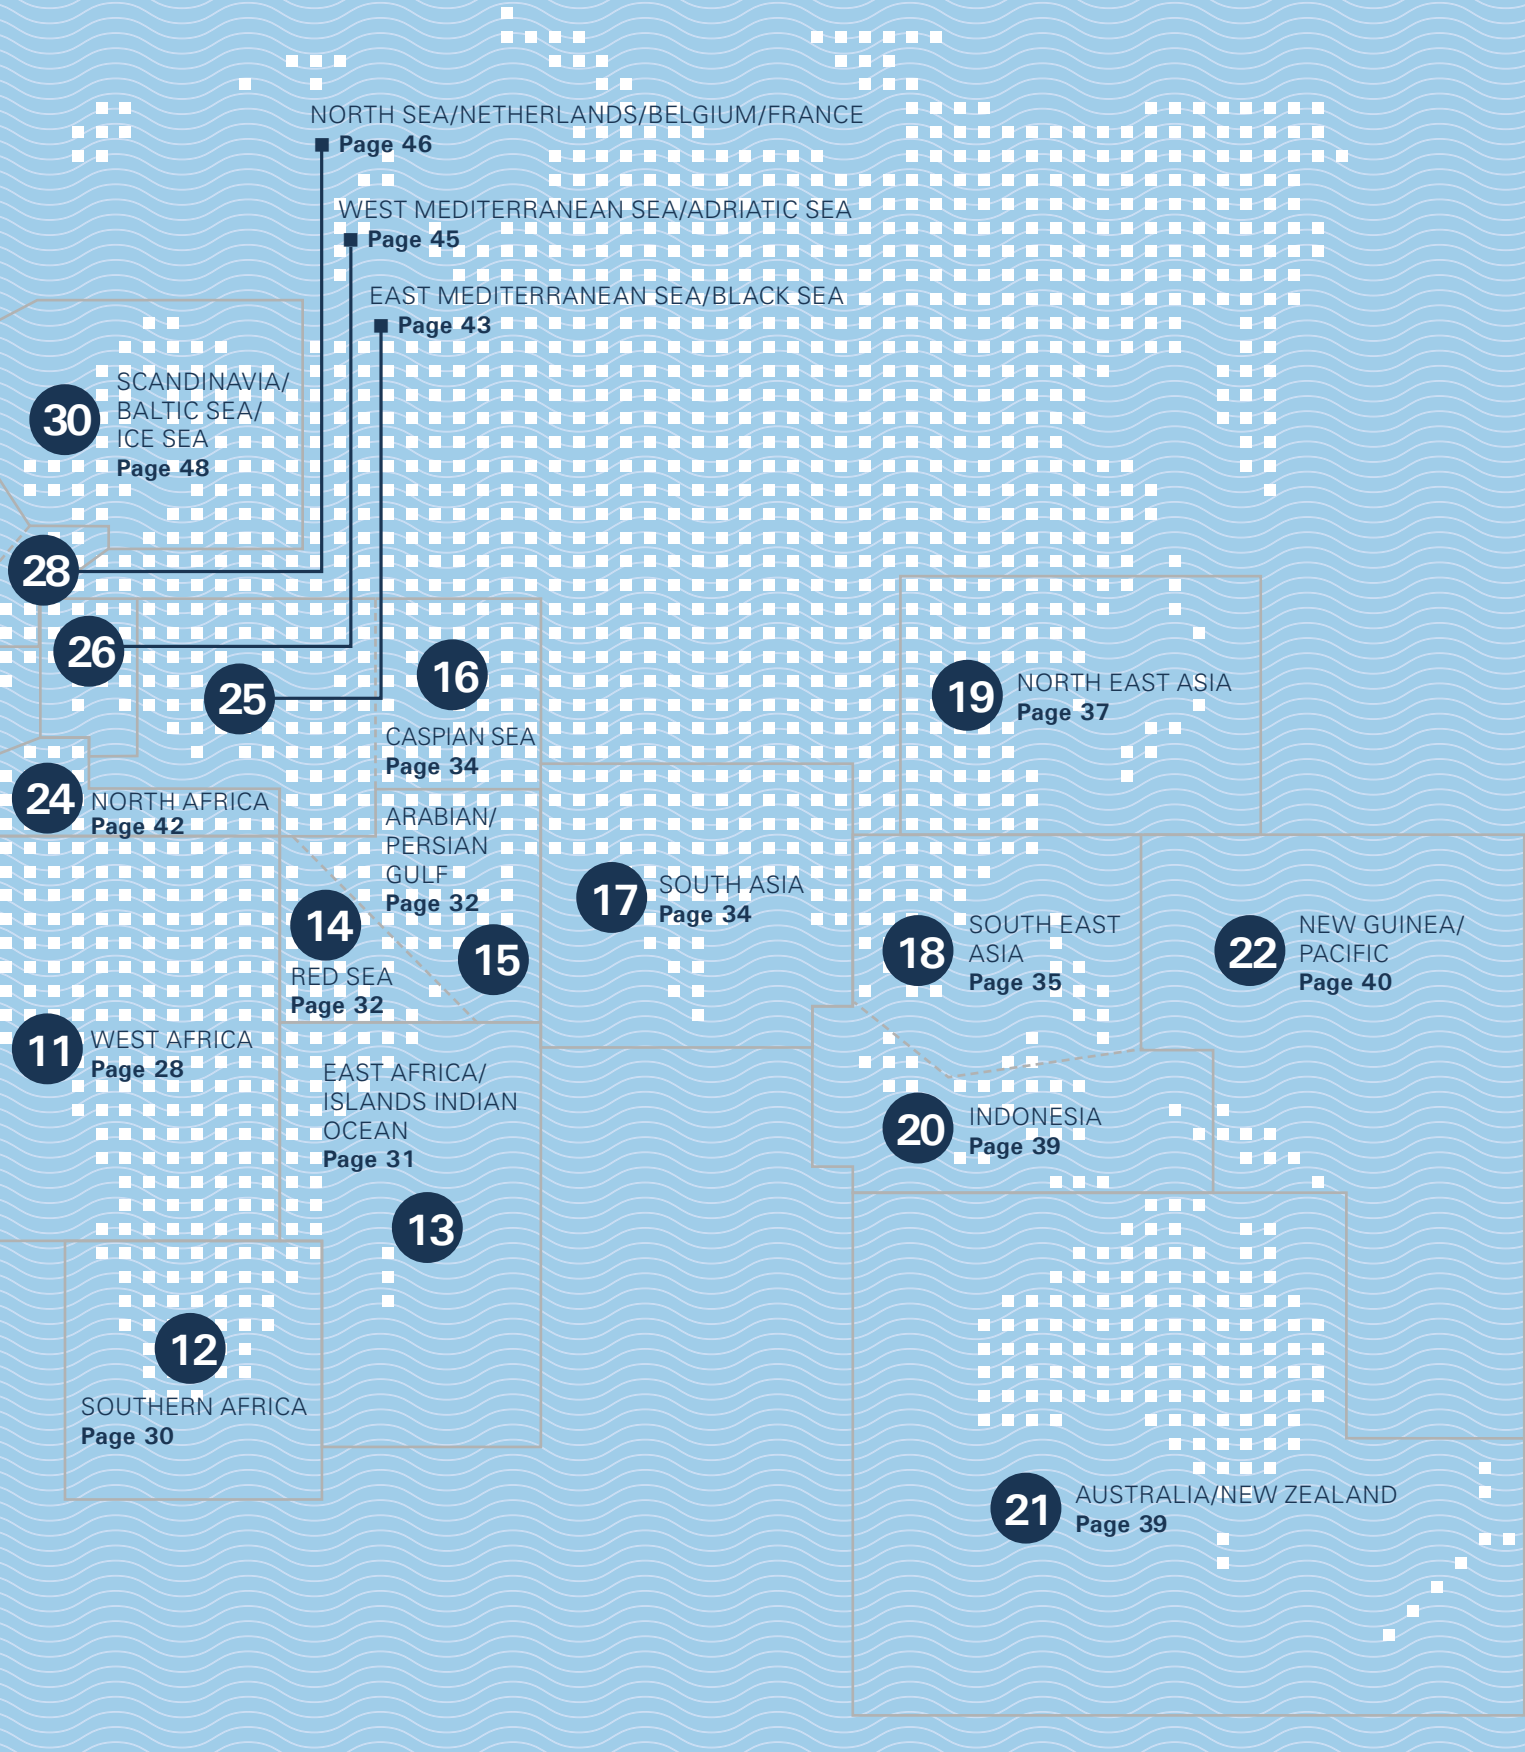 NORTH SEA/NETHERLANDS/BELGIUM/FRANCE
Page 46
WEST MEDITERRANEAN SEA/ADRIATIC SEA
Page 45
EAST MEDITERRANEAN SEA/BLACK SEA
Page 43
30
SCANDINAVIA/
BALTIC SEA/
ICE SEA
Page 48
28
26
25
16
CASPIAN SEA
Page 34
19
NORTH EAST ASIA
Page 37
24
NORTH AFRICA
Page 42
ARABIAN/
PERSIAN
GULF
Page 32
15
14
RED SEA
Page 32
17
SOUTH ASIA
Page 34
18
SOUTH EAST
ASIA
Page 35
22
NEW GUINEA/
PACIFIC
Page 40
11
WEST AFRICA
Page 28
EAST AFRICA/
ISLANDS INDIAN
OCEAN
Page 31
13
20
INDONESIA
Page 39
12
SOUTHERN AFRICA
Page 30
21
AUSTRALIA/NEW ZEALAND
Page 39